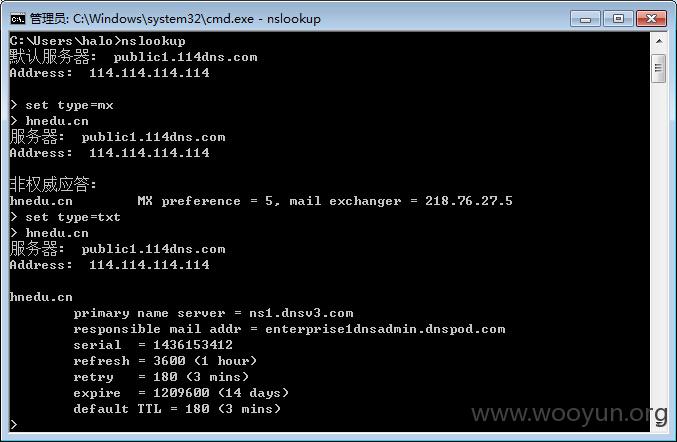 管理员: C:\Windows\system32\cmd.exe - nslookup
C:\Users\halo>nslookup
默认服务器:  public1.114dns.com
Address:  114.114.114.114

> set type=mx
> hnedu.cn
服务器:  public1.114dns.com
Address:  114.114.114.114

非权威应答:
hnedu.cn        MX preference = 5, mail exchanger = 218.76.27.5
> set type=txt
> hnedu.cn
服务器:  public1.114dns.com
Address:  114.114.114.114

hnedu.cn
        primary name server = ns1.dnsv3.com
        responsible mail addr = enterprise1dnsadmin.dnspod.com
        serial  = 1436153412
        refresh = 3600 (1 hour)
        retry   = 180 (3 mins)
        expire  = 1209600 (14 days)
        default TTL = 180 (3 mins)
>
www.wooyun.org